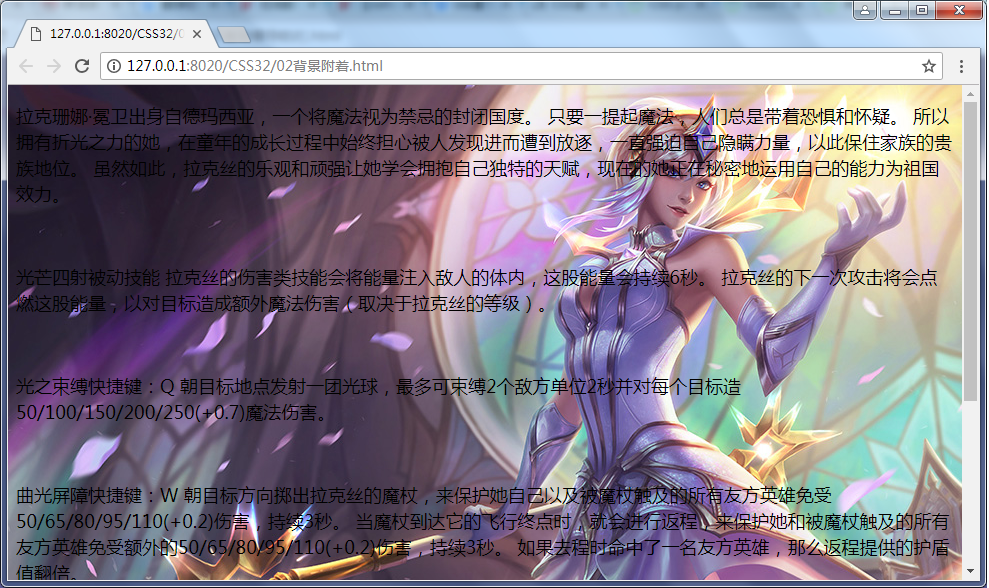 127.0.0.1:8020/CSS32/0
127.0.0.1:8020/CSS32/02背景附着.html
拉克珊娜·冕卫出身自德玛西亚，一个将魔法视为禁忌的封闭国度。 只要一提起魔法，人们总是带着恐惧和怀疑。 所以
拥有折光之力的她，在童年的成长过程中始终担心被人发现进而遭到放逐，一直强迫自己隐瞒力量，以此保住家族的贵
族地位。 虽然如此，拉克丝的乐观和顽强让她学会拥抱自己独特的天赋，现在的她正在秘密地运用自己的能力为祖国
效力。
光芒四射被动技能 拉克丝的伤害类技能会将能量注入敌人的体内，这股能量会持续6秒。 拉克丝的下一次攻击将会点
燃这股能量，以对目标造成额外魔法伤害（取决于拉克丝的等级）。
光之束缚快捷键：Q 朝目标地点发射一团光球，最多可束缚2个敌方单位2秒并对每个目标造
50/100/150/200/250(+0.7)魔法伤害。
曲光屏障快捷键：W 朝目标方向掷出拉克丝的魔杖，来保护她自己以及被魔杖触及的所有友方英雄免受
50/65/80/95/110(+0.2)伤害，持续3秒。 当魔杖到达它的飞行终点时，就会进行返程，来保护她和被魔杖触及的所有
友方英雄免受额外的50/65/80/95/110(+0.2)伤害，持续3秒。 如果去程时命中了一名友方英雄，那么返程提供的护盾
值翻倍。